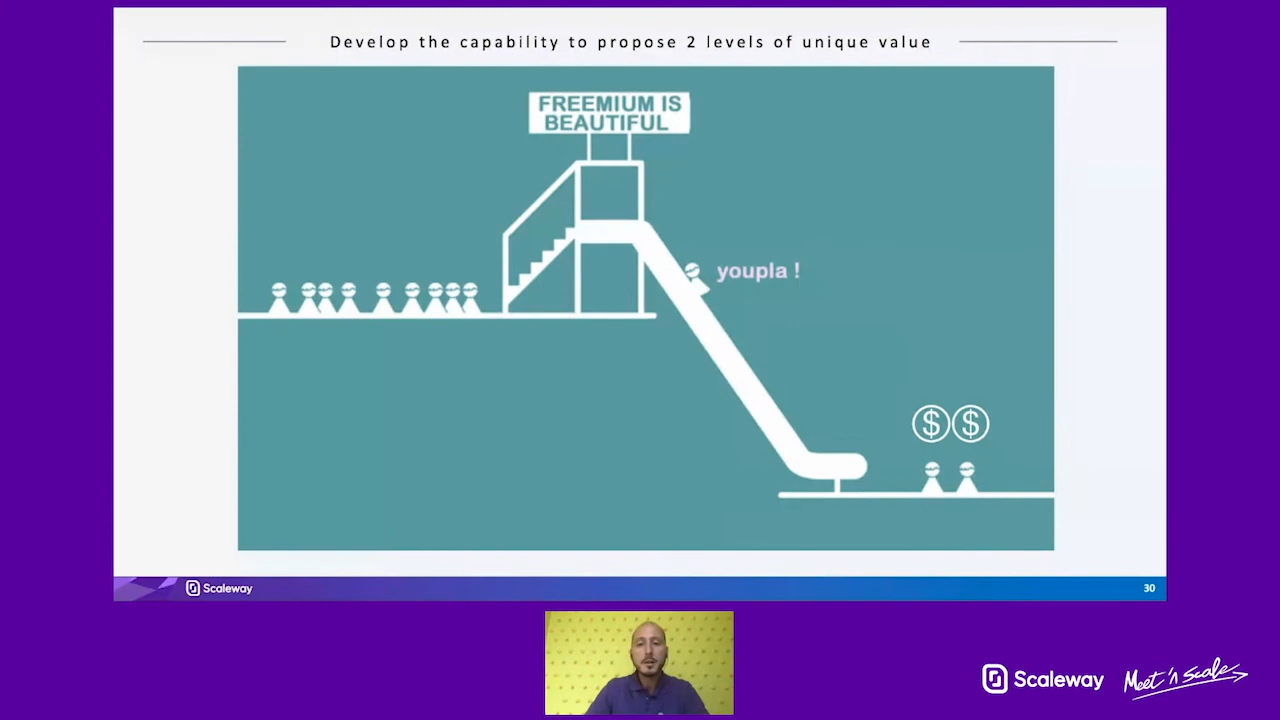 Develop the capability to propose 2 levels of unique value
FREEMIUM IS
BEAUTIFUL
youpla !
$ $
Scaleway
30
Scaleway
Meet 'n Scale